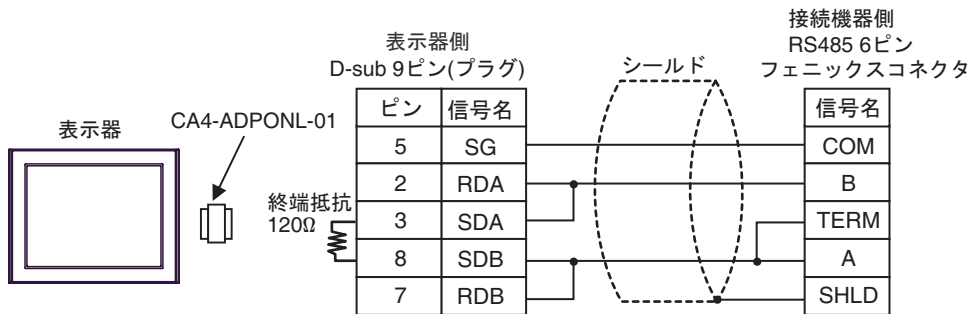 接続機器側
RS485 6ピン
フェニックスコネクタ
表示器側
D-sub 9ピン(プラグ)
シールド
表示器
CA4-ADPONL-01
終端抵抗
120Ω
ピン 信号名
5 SG
2 RDA
3 SDA
8 SDB
7 RDB
信号名
COM
B
TERM
A
SHLD